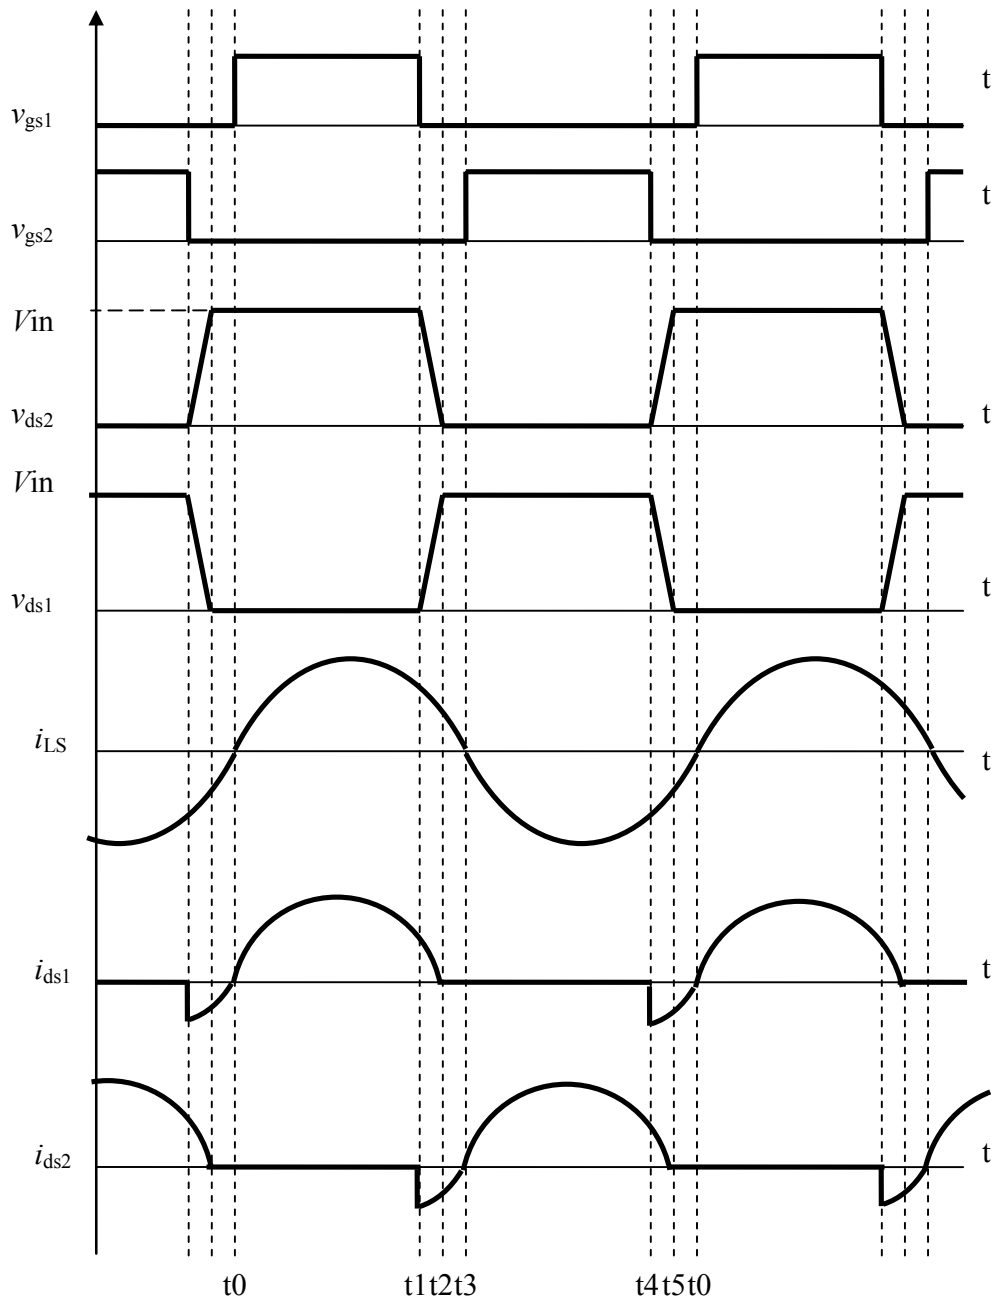 t
vgs1
t
vgs2
Vin
vds2 t
Vin
vds1 t
iLS t
ids1 t
ids2 t
t0 t1t2t3 t4t5t0